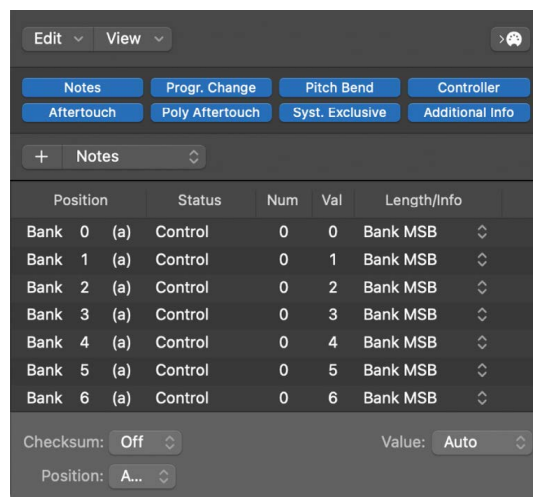 Edit View
Notes Progr. Change Pitch Bend Controller
Aftertouch Poly Aftertouch Syst. Exclusive Additional Info
+ Notes
Position Status Num Val Length/Info
Bank 0 (a) Control 0 0 Bank MSB
Bank 1 (a) Control 0 1 Bank MSB
Bank 2 (a) Control 0 2 Bank MSB
Bank 3 (a) Control 0 3 Bank MSB
Bank 4 (a) Control 0 4 Bank MSB
Bank 5 (a) Control 0 5 Bank MSB
Bank 6 (a) Control 0 6 Bank MSB
Checksum: Off Value: Auto
Position: A...